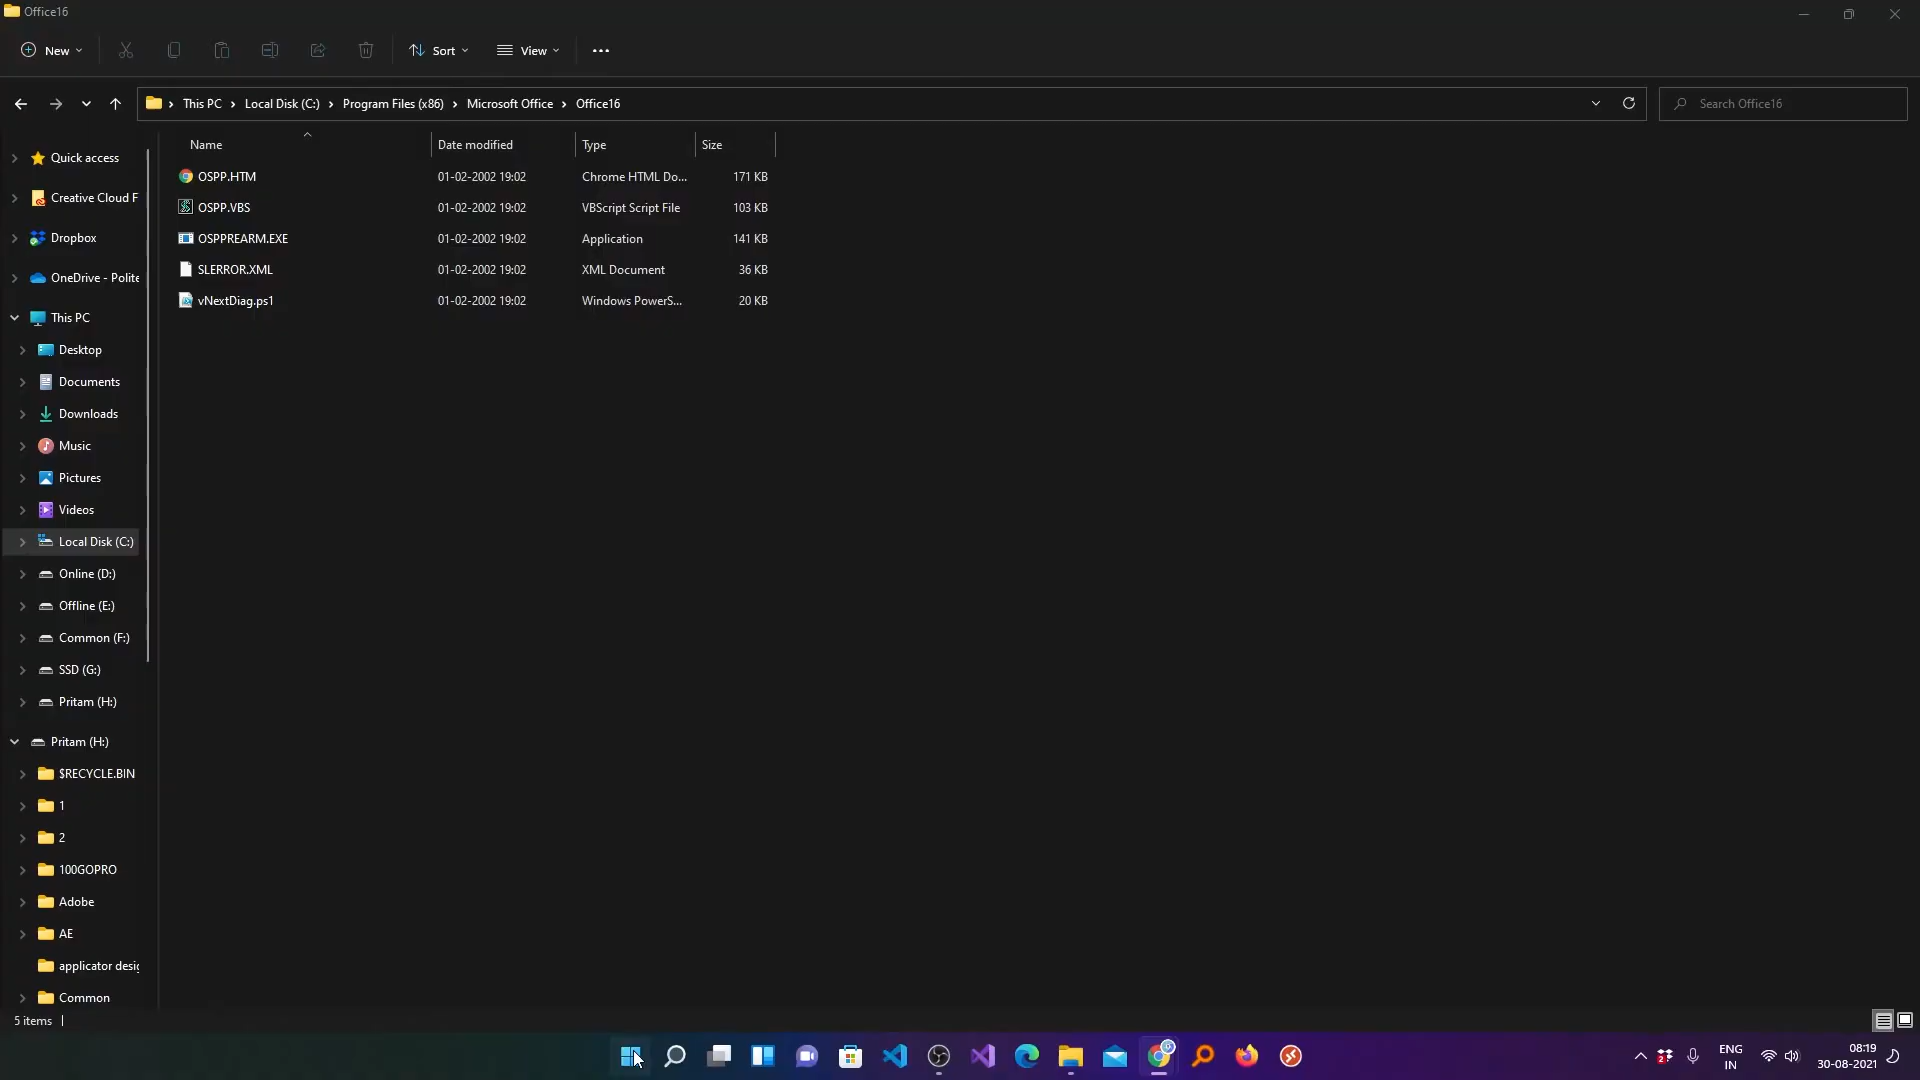 Office16
New
Sort
View
This PC
Local Disk (C:)
Program Files (x86)
Microsoft Office
Office16
Search Office16
Name
Date modified
Type
Size
OSPP.HTM 01-02-2002 19:02 Chrome HTML Do... 171 KB
OSPP.VBS 01-02-2002 19:02 VBScript Script File 103 KB
OSPPREARM.EXE 01-02-2002 19:02 Application 141 KB
SLERROR.XML 01-02-2002 19:02 XML Document 36 KB
vNextDiag.ps1 01-02-2002 19:02 Windows PowerS... 20 KB
Quick access
Creative Cloud F
Dropbox
OneDrive - Polite
This PC
Desktop
Documents
Downloads
Music
Pictures
Videos
Local Disk (C:)
Online (D:)
Offline (E:)
Common (F:)
SSD (G:)
Pritam (H:)
Pritam (H:)
$RECYCLE.BIN
1
2
100GOPRO
Adobe
AE
applicator desig
Common
5 items
ENG
IN
08:19
30-08-2021